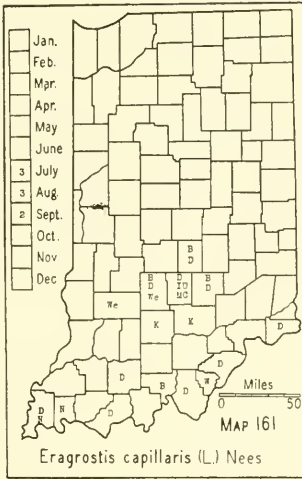 Jan.
Feb.
Mar.
Apr.
May
June
3 July
3 Aug.
2 Sept.
Oct.
Nov
Dec
B
D
B
D
We
D
IU
MC
B
D
We
K
K
D
D
W
D
B
D
D
N
D
N
Miles
0 50
MAP 161
Eragrostis capillaris (L.) Nees